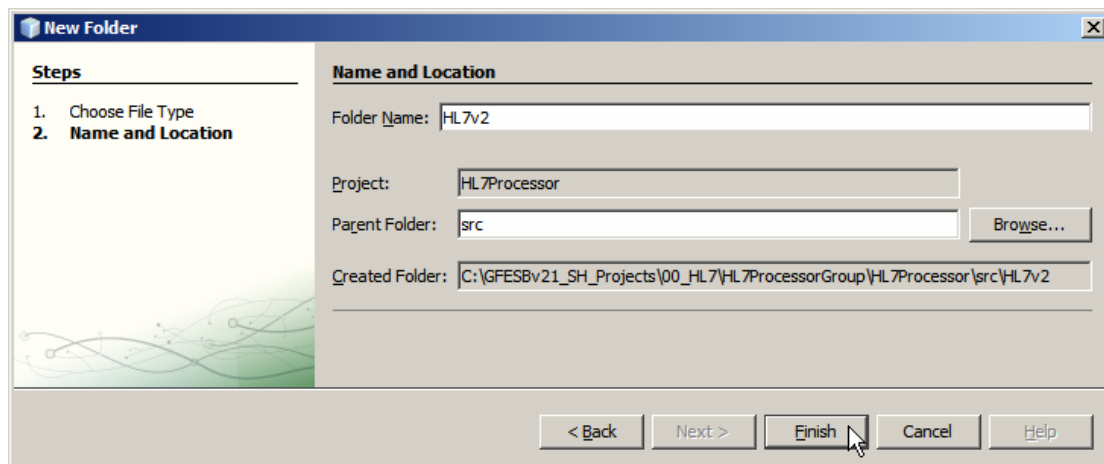 New Folder
Steps
1. Choose File Type
2. Name and Location
Name and Location
Folder Name: HL7v2
Project: HL7Processor
Parent Folder: src Browse...
Created Folder: C:\GFESBv21_SH_Projects\00_HL7\HL7ProcessorGroup\HL7Processor\src\HL7v2
< Back Next > Finish Cancel Help